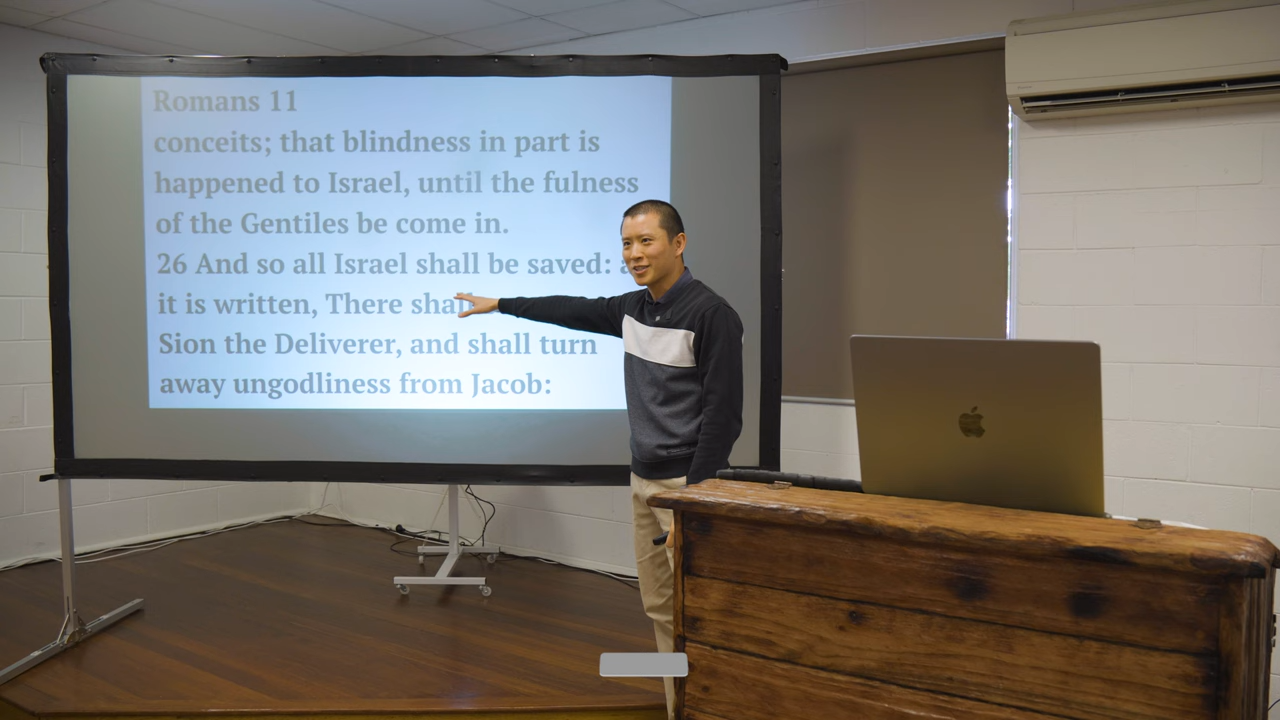 Romans 11
conceits; that blindness in part is
happened to Israel, until the fulness
of the Gentiles be come in.
26 And so all Israel shall be saved:
it is written, There shall
Sion the Deliverer, and shall turn
away ungodliness from Jacob: